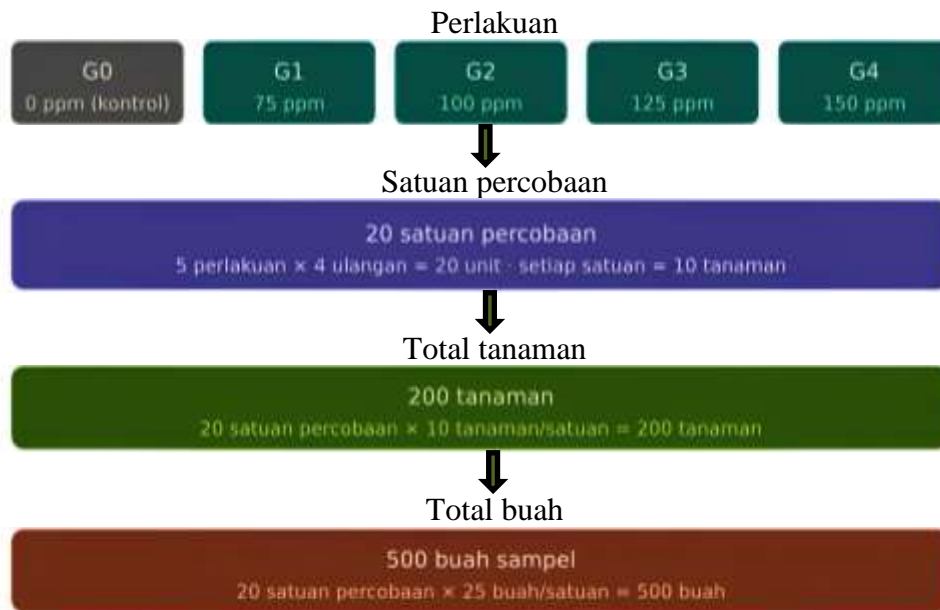 Perlakuan
G0
0 ppm (kontrol)
G1
75 ppm
G2
100 ppm
G3
125 ppm
G4
150 ppm
Satuan percobaan
20 satuan percobaan
5 perlakuan × 4 ulangan = 20 unit · setiap satuan = 10 tanaman
Total tanaman
200 tanaman
20 satuan percobaan × 10 tanaman/satuan = 200 tanaman
Total buah
500 buah sampel
20 satuan percobaan × 25 buah/satuan = 500 buah